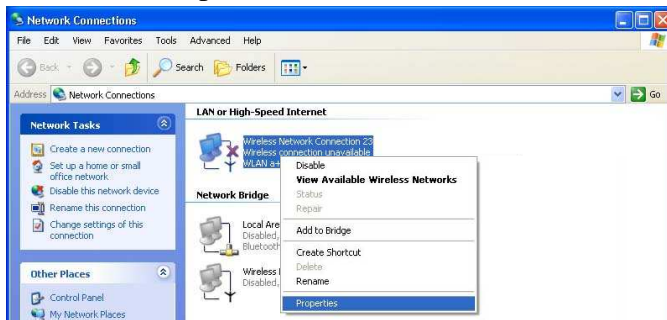 Network Connections
File Edit View Favorites Tools Advanced Help
Back Search Folders
Address Network Connections Go
Network Tasks
Create a new connection
Set up a home or small
office network
Disable this network device
Rename this connection
Change settings of this
connection
Other Places
Control Panel
My Network Places
LAN or High-Speed Internet
Wireless Network Connection 23
Wireless connection unavailable
WLAN
Network Bridge
Local Are
Disabled,
Bluetooth
Wireless
Disabled,
Disable
View Available Wireless Networks
Status
Repair
Add to Bridge
Create Shortcut
Delete
Rename
Properties